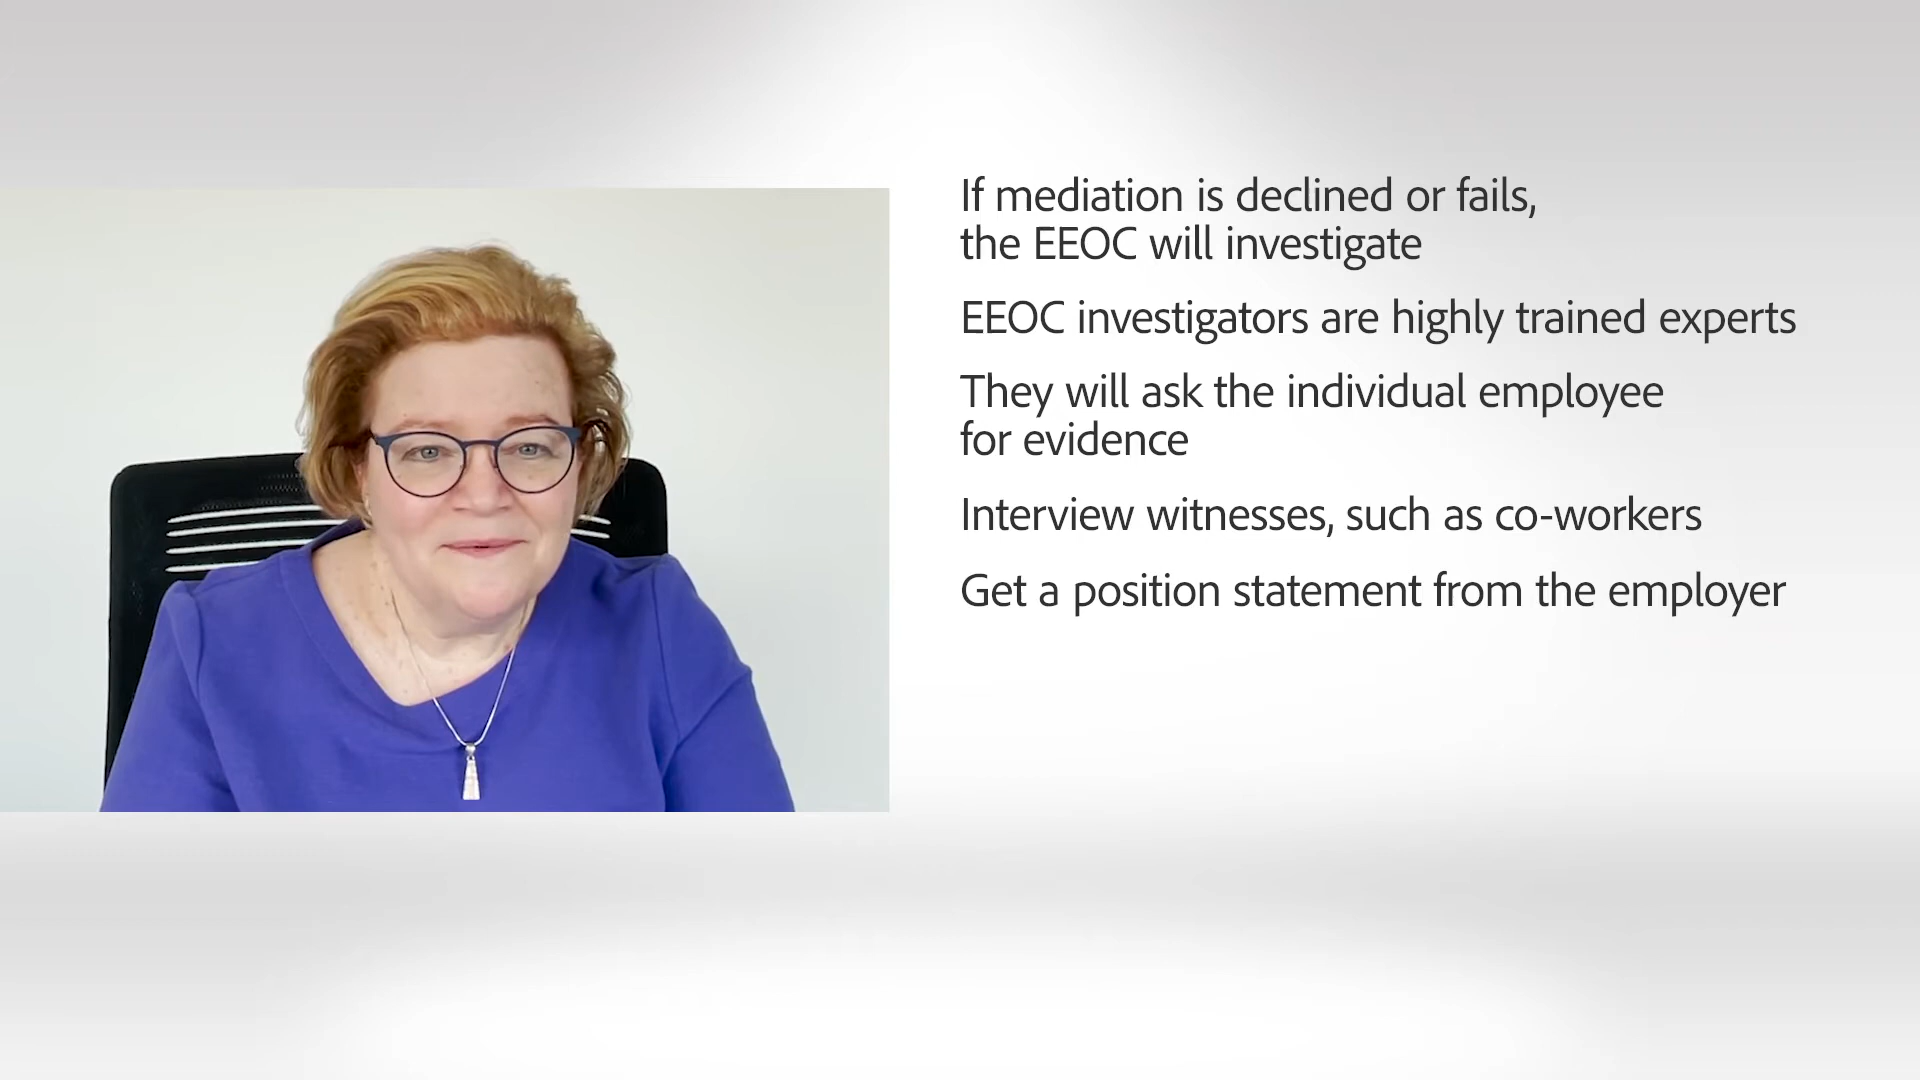 If mediation is declined or fails,
the EEOC will investigate
EEOC investigators are highly trained experts
They will ask the individual employee
for evidence
Interview witnesses, such as co-workers
Get a position statement from the employer